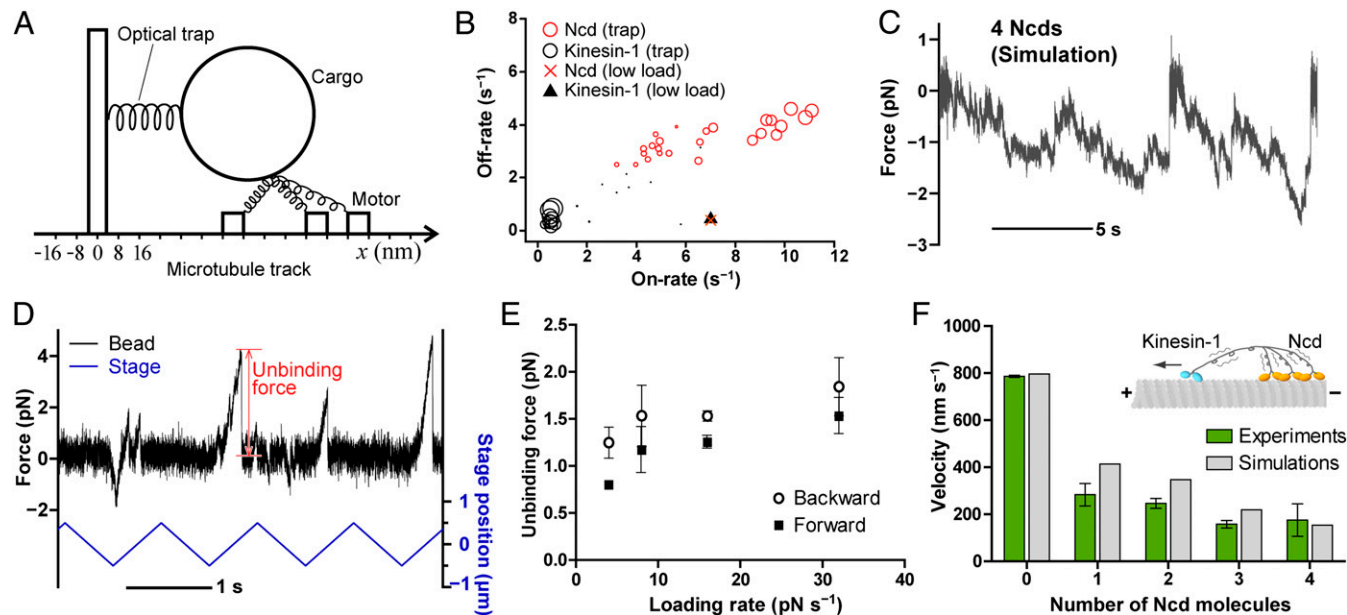 A
Optical trap
Cargo
Motor
-16 -8 0 8 16
x (nm)
Microtubule track
B
Off-rate (s⁻¹)
8
6
4
2
0
Ncd (trap)
Kinesin-1 (trap)
Ncd (low load)
Kinesin-1 (low load)
0 2 4 6 8 10 12
On-rate (s⁻¹)
C
4 Ncds
(Simulation)
Force (pN)
1
0
−1
−2
−3
5 s
D
Bead
Stage
Unbinding
force
Force (pN)
4
2
0
−2
Stage position (μm)
1
0
−1
1 s
E
Unbinding force (pN)
2.5
2.0
1.5
1.0
0.5
0.0
Backward
Forward
0 10 20 30 40
Loading rate (pN s⁻¹)
F
Velocity (nm s⁻¹)
1000
800
600
400
200
0
Kinesin-1 Ncd
+ −
Experiments
Simulations
0 1 2 3 4
Number of Ncd molecules